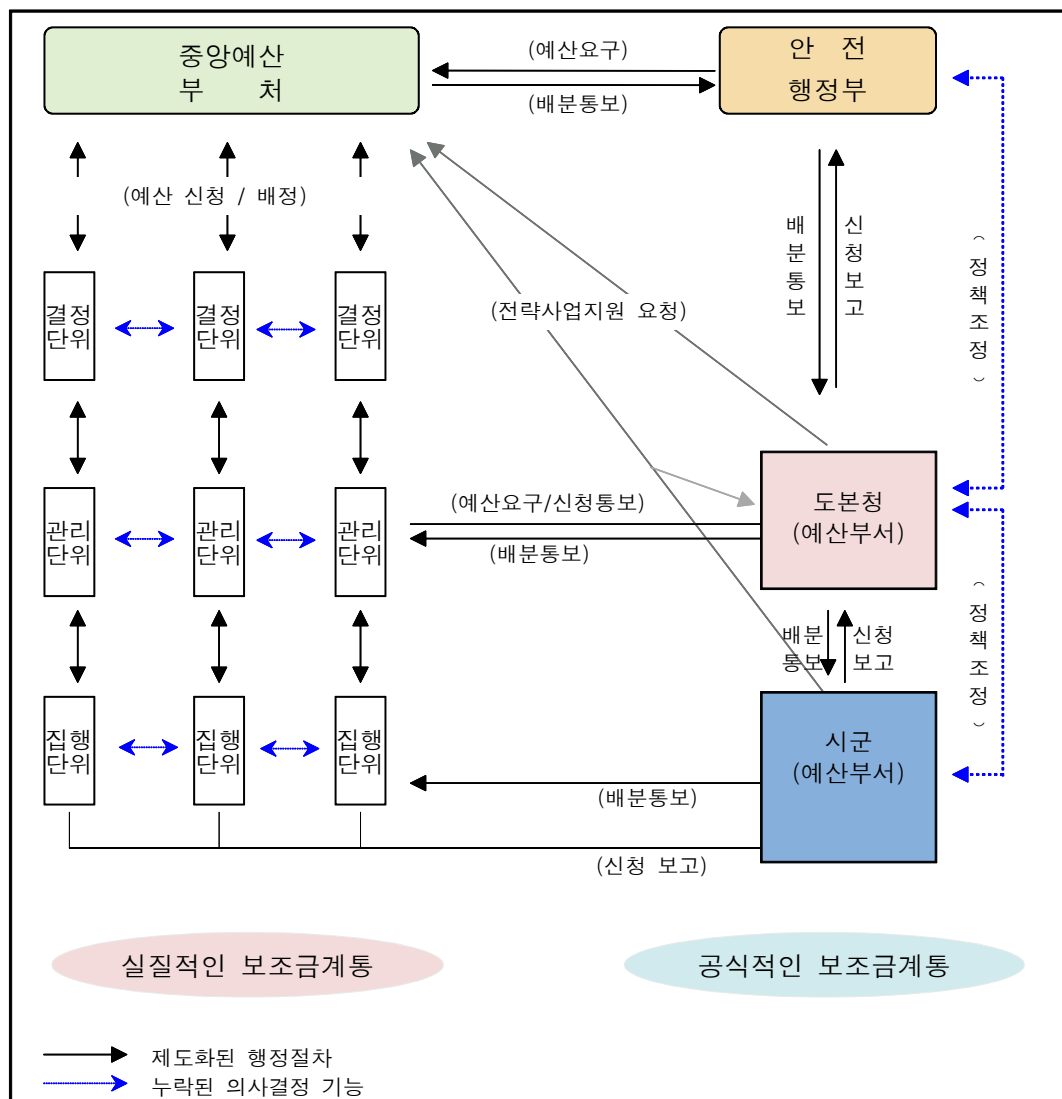 중앙예산
부 처
(예산요구)
(배분통보)
안 전
행정부
(예산 신청 / 배정)
배분통보
신청보고
(정책조정)
(전략사업지원 요청)
결정
단위
결정
단위
결정
단위
(예산요구/신청통보)
(배분통보)
도본청
(예산부서)
관리
단위
관리
단위
관리
단위
배분
통보
신청
보고
(정책조정)
집행
단위
집행
단위
집행
단위
시군
(예산부서)
(배분통보)
(신청 보고)
실질적인 보조금계통
공식적인 보조금계통
제도화된 행정절차
누락된 의사결정 기능